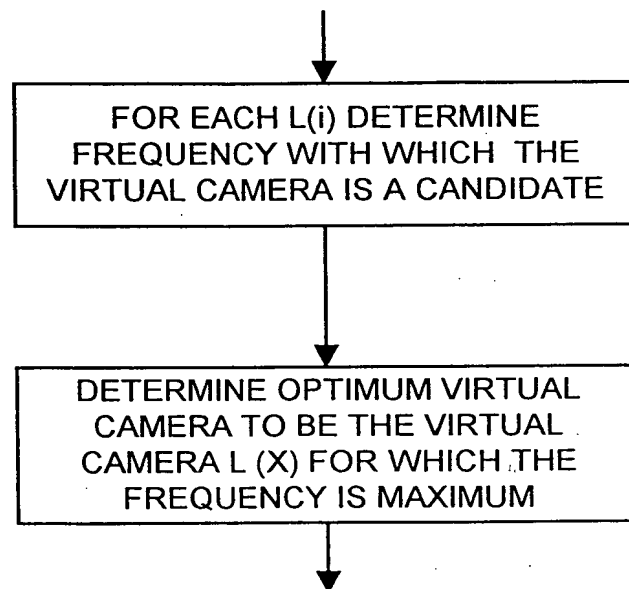 FOR EACH L(i) DETERMINE
FREQUENCY WITH WHICH THE
VIRTUAL CAMERA IS A CANDIDATE
DETERMINE OPTIMUM VIRTUAL
CAMERA TO BE THE VIRTUAL
CAMERA L (X) FOR WHICH THE
FREQUENCY IS MAXIMUM